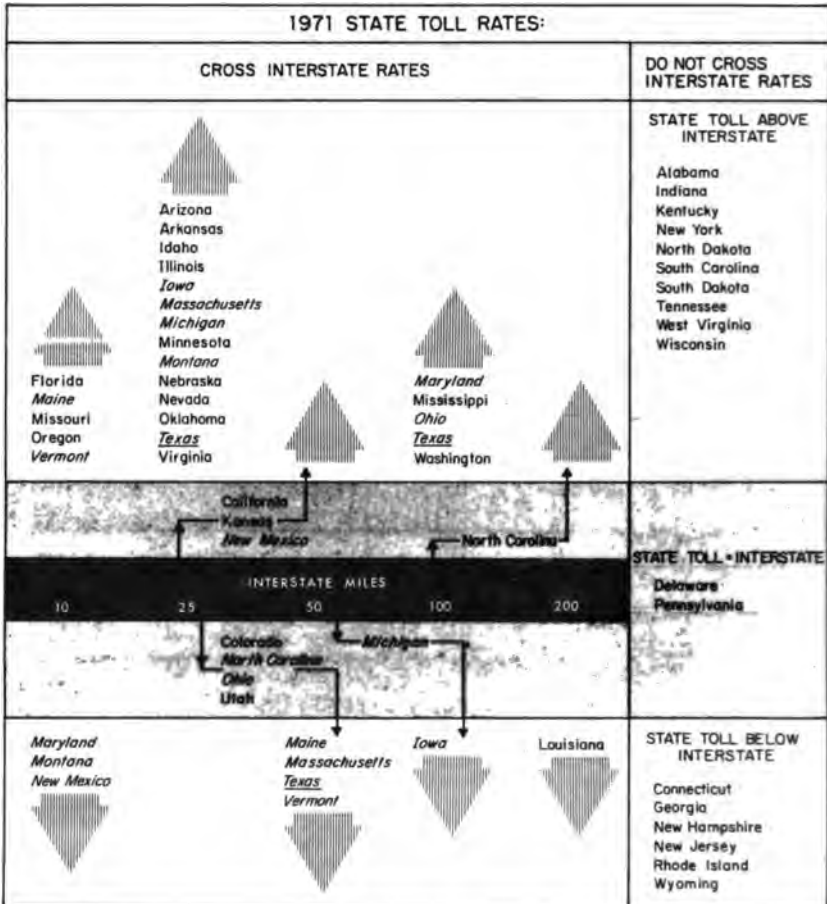 1971 STATE TOLL RATES:
CROSS INTERSTATE RATES
DO NOT CROSS
INTERSTATE RATES
STATE TOLL ABOVE
INTERSTATE
Alabama
Indiana
Kentucky
New York
North Dakota
South Carolina
South Dakota
Tennessee
West Virginia
Wisconsin
Arizona
Arkansas
Idaho
Illinois
Iowa
Massachusetts
Michigan
Minnesota
Montana
Nebraska
Nevada
Oklahoma
Texas
Virginia
Florida
Maine
Missouri
Oregon
Vermont
Maryland
Mississippi
Ohio
Texas
Washington
California
Kansas
New Mexico
North Carolina
STATE TOLL = INTERSTATE
Delaware
Pennsylvania
INTERSTATE MILES
10 25 50 100 200
Colorado
North Carolina
Ohio
Utah
Michigan
Maryland
Montana
New Mexico
Maine
Massachusetts
Texas
Vermont
Iowa
Louisiana
STATE TOLL BELOW
INTERSTATE
Connecticut
Georgia
New Hampshire
New Jersey
Rhode Island
Wyoming